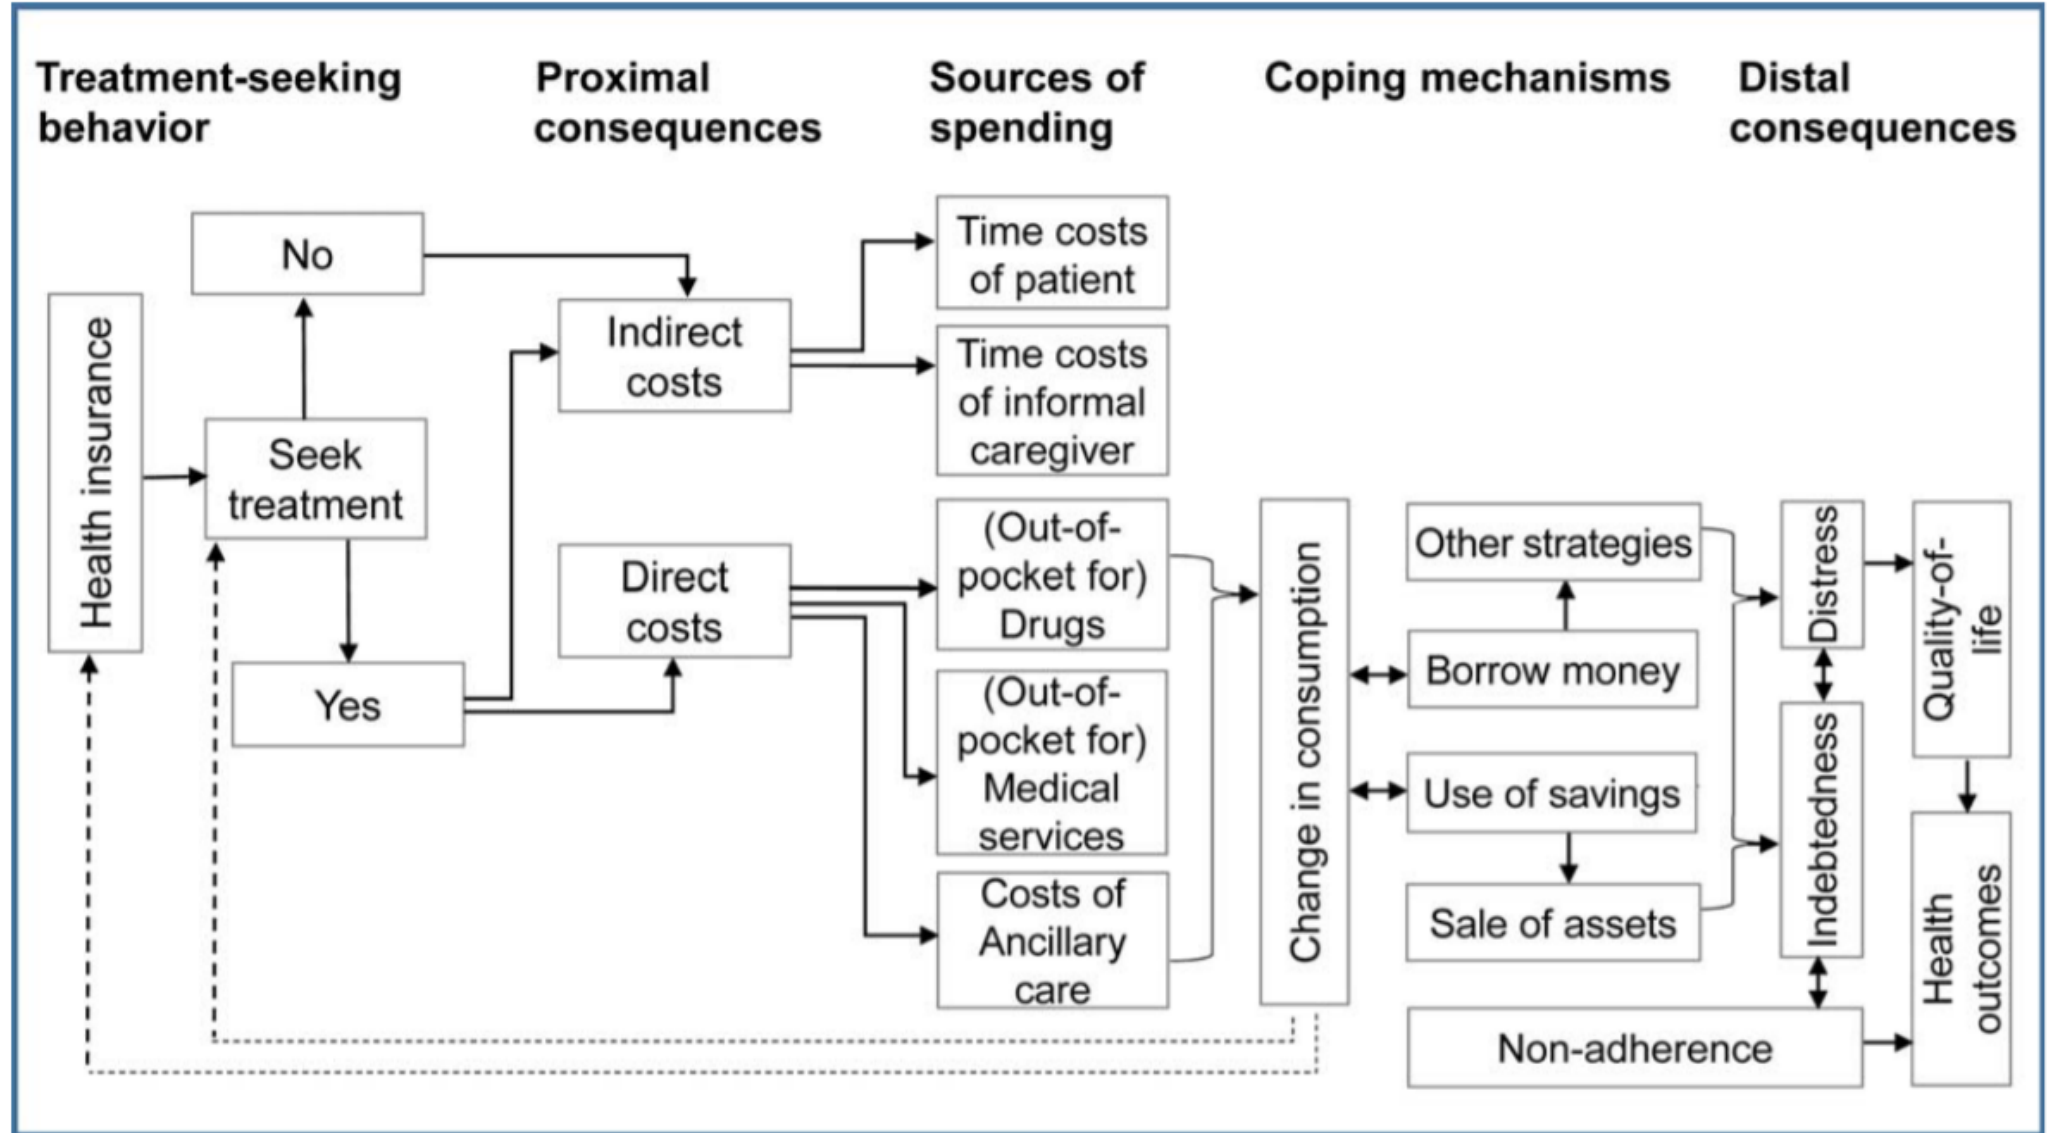 Treatment-seeking
behavior
Proximal
consequences
Sources of
spending
Coping mechanisms
Distal
consequences
Health insurance
No
Seek
treatment
Yes
Indirect
costs
Direct
costs
Time costs
of patient
Time costs
of informal
caregiver
(Out-of-
pocket for)
Drugs
(Out-of-
pocket for)
Medical
services
Costs of
Ancillary
care
Change in consumption
Other strategies
Borrow money
Use of savings
Sale of assets
Non-adherence
Distress
Indebtedness
Quality-of-
life
Health
outcomes